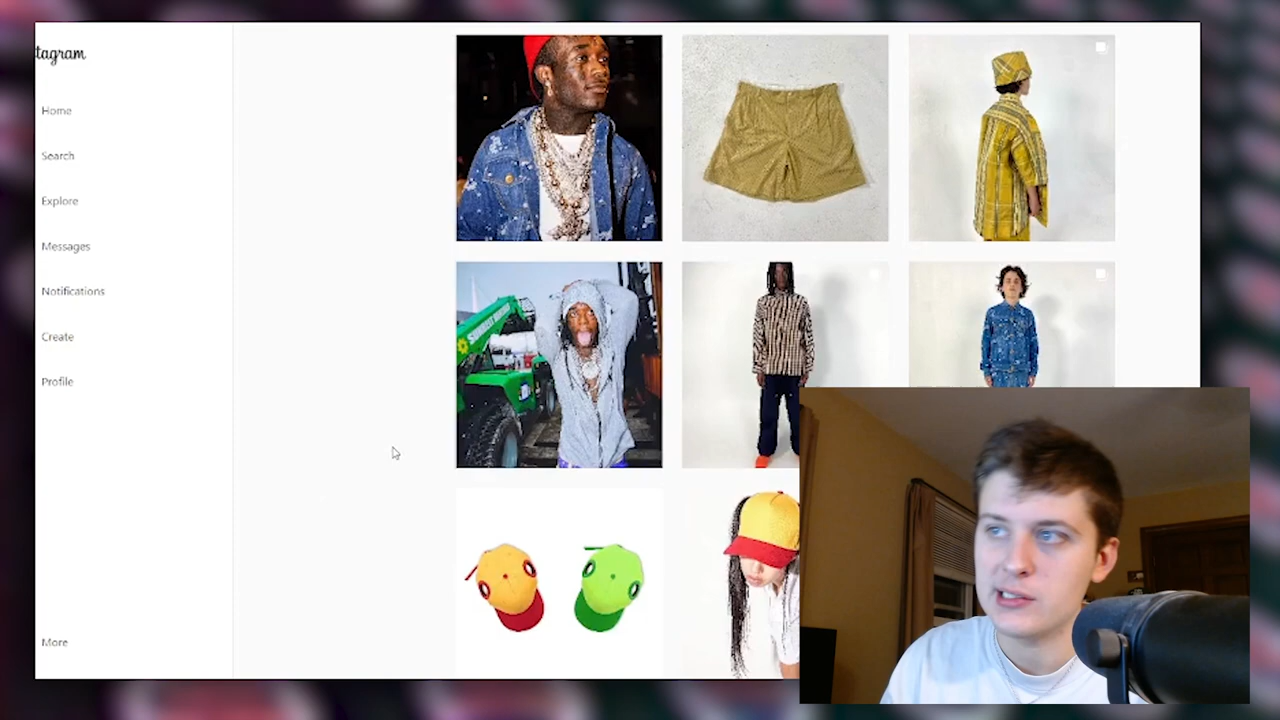 tagram
Home
Search
Explore
Messages
Notifications
Create
Profile
More